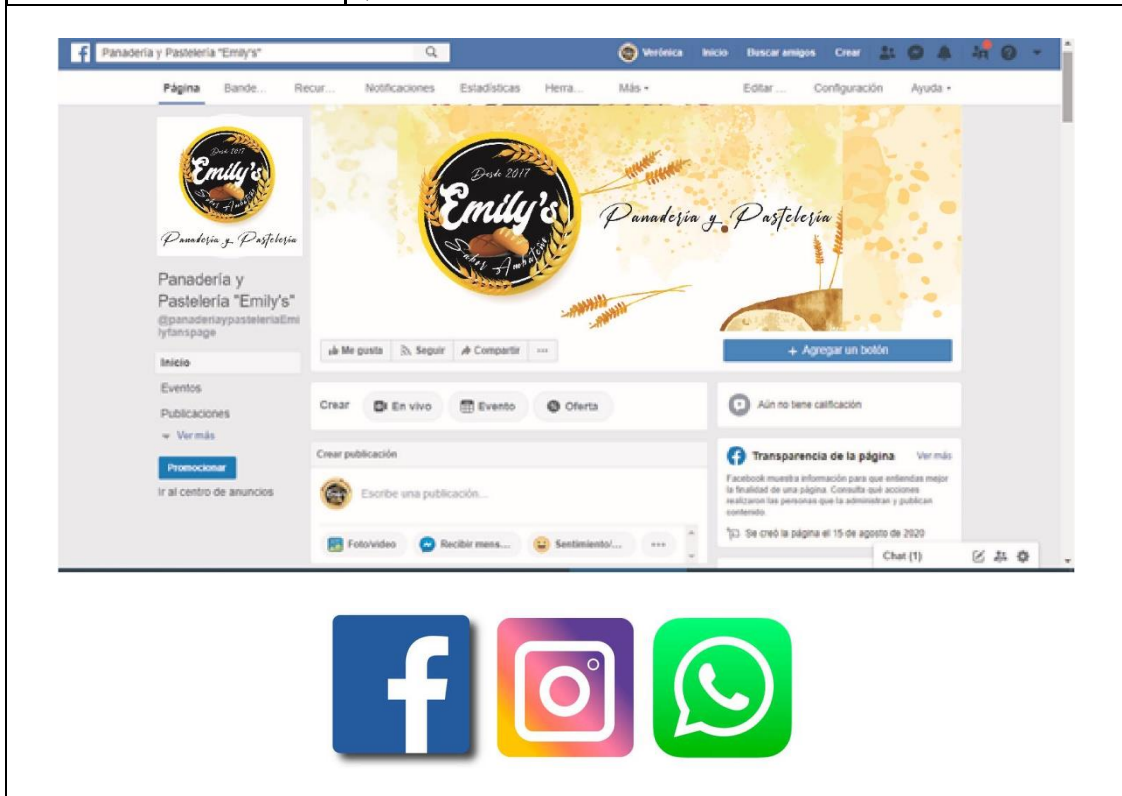 Panadería y Pastelería "Emily's"
Verónica Inicio Buscar amigos Crear
Página Bande... Recur... Notificaciones Estadísticas Herra... Más Editar ... Configuración Ayuda
Desde 2017
Emily's
Sabor Ambateño
Panadería y Pastelería
Desde 2017
Emily's
Sabor Ambateño
Panadería y Pastelería
Panadería y
Pastelería "Emily's"
@panaderiaypasteleriaEmi
lyfanspage
Inicio
Eventos
Publicaciones
Ver más
Promocionar
Ir al centro de anuncios
Me gusta Seguir Compartir ...
+ Agregar un botón
Crear En vivo Evento Oferta
Aún no tiene calificación
Crear publicación
Escribe una publicación...
Foto/video Recibir mens... Sentimiento/... ...
Transparencia de la página Ver más
Facebook muestra información para que entiendas mejor
la finalidad de una página. Consulta qué acciones
realizaron las personas que la administran y publican
contenido.
Se creó la página el 15 de agosto de 2020
Chat (1)